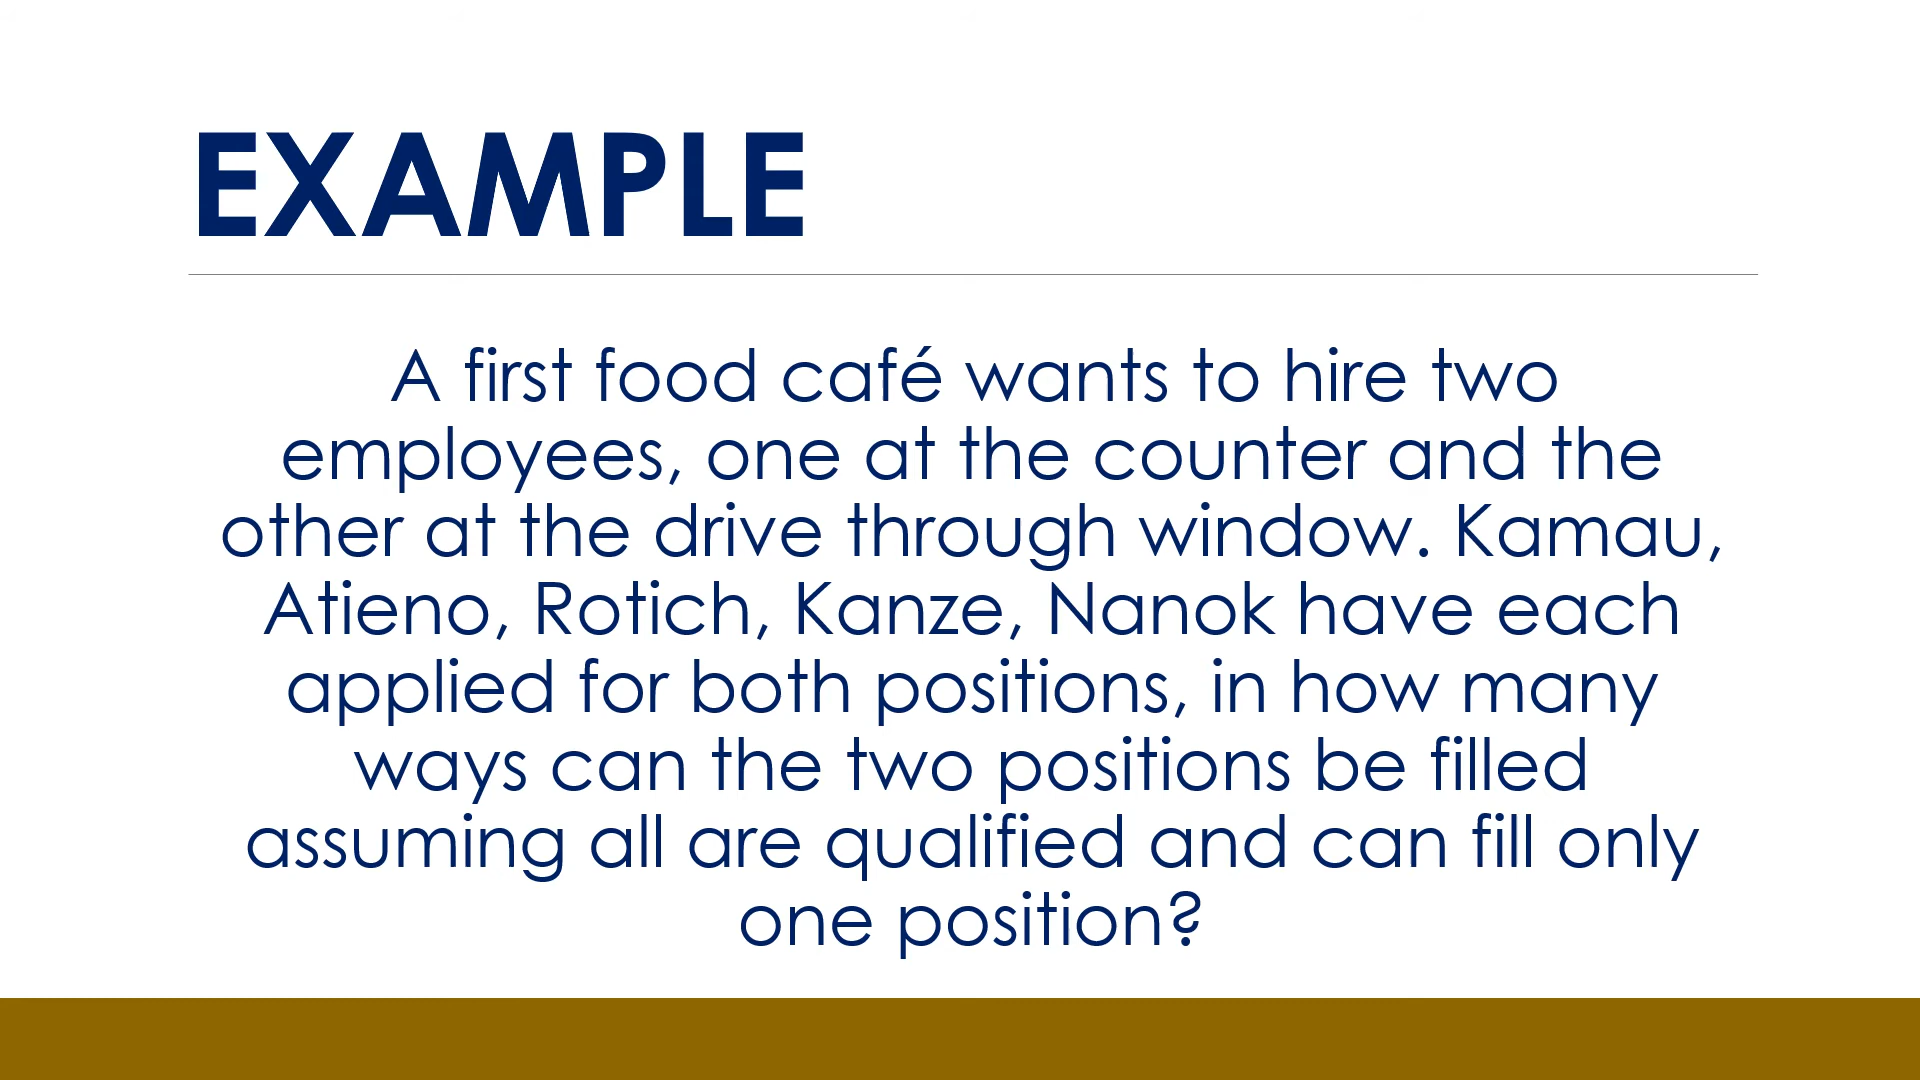 EXAMPLE
A first food café wants to hire two
employees, one at the counter and the
other at the drive through window. Kamau,
Atieno, Rotich, Kanze, Nanok have each
applied for both positions, in how many
ways can the two positions be filled
assuming all are qualified and can fill only
one position?